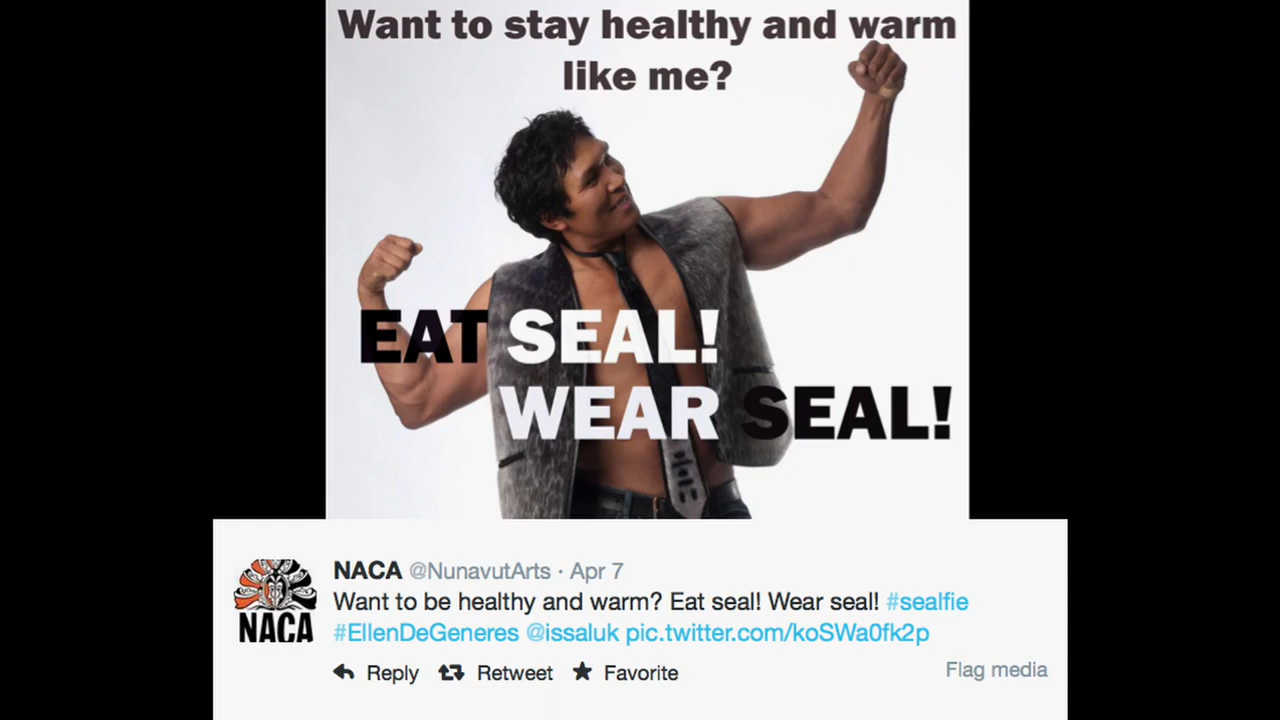 Want to stay healthy and warm
like me?
EAT SEAL!
WEAR SEAL!
NACA @NunavutArts · Apr 7
Want to be healthy and warm? Eat seal! Wear seal! #sealfie
#EllenDeGeneres @issaluk pic.twitter.com/koSWa0fk2p
NACA
Reply Retweet Favorite Flag media